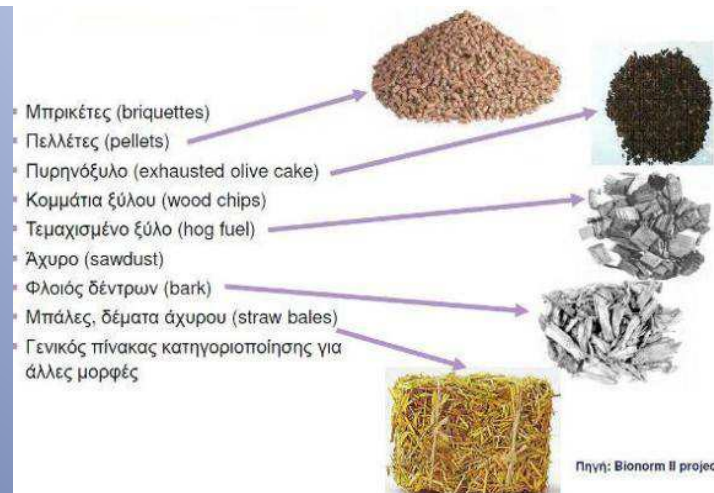 Μπρικέτες (briquettes)
Πελλέτες (pellets)
Πυρηνόξυλο (exhausted olive cake)
Κομμάτια ξύλου (wood chips)
Τεμαχισμένο ξύλο (hog fuel)
Άχυρο (sawdust)
Φλοιός δέντρων (bark)
Μπάλες, δέματα άχυρου (straw bales)
Γενικός πίνακας κατηγοριοποίησης για
άλλες μορφές
Πηγή: Bionorm II projec